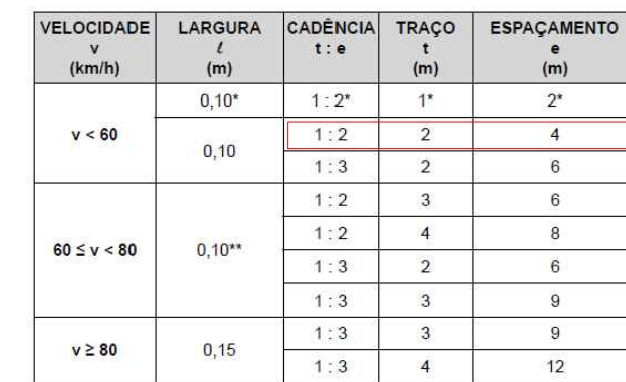 VELOCIDADE LARGURA CADÊNCIA TRAÇO ESPAÇAMENTO
v ℓ t : e t e
(km/h) (m) (m) (m)
v < 60 0,10* 1 : 2* 1* 2*
0,10 1 : 2 2 4
1 : 3 2 6
60 ≤ v < 80 0,10** 1 : 2 3 6
1 : 2 4 8
1 : 3 2 6
1 : 3 3 9
v ≥ 80 0,15 1 : 3 3 9
1 : 3 4 12